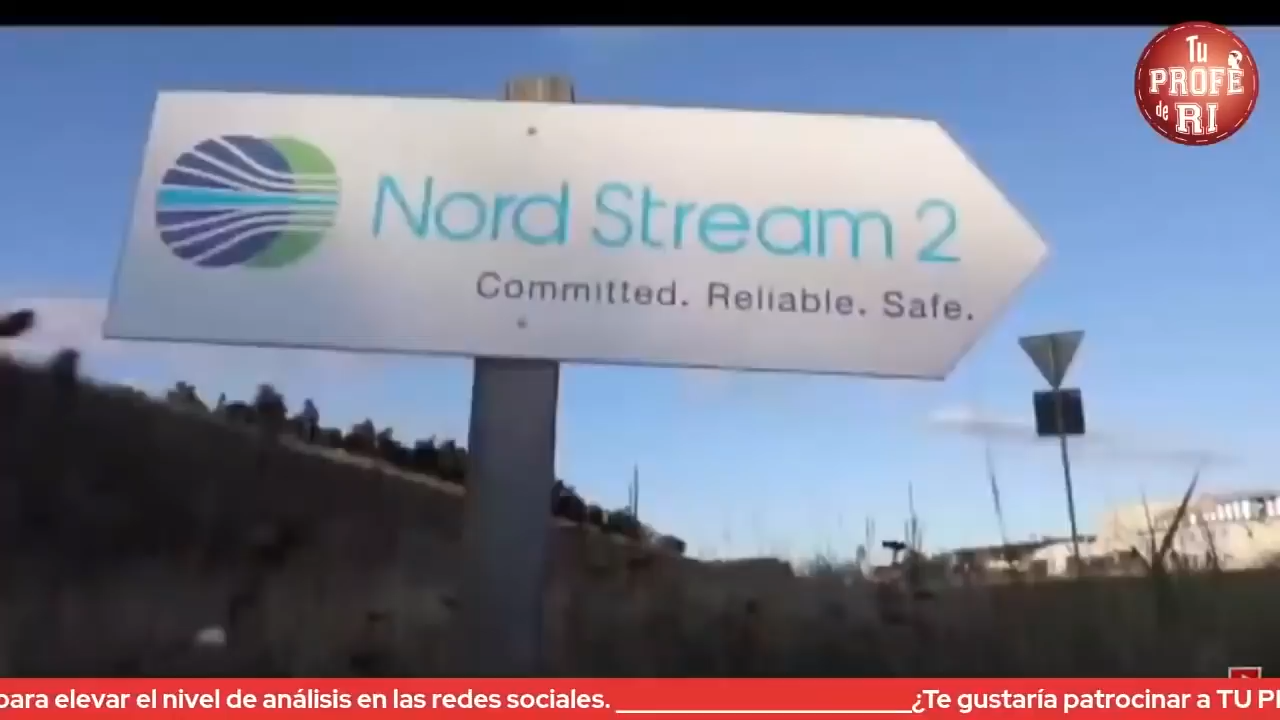 Tu
PROFE
de RI
Nord Stream 2
Committed. Reliable. Safe.
para elevar el nivel de análisis en las redes sociales. ______________________¿Te gustaría patrocinar a TU